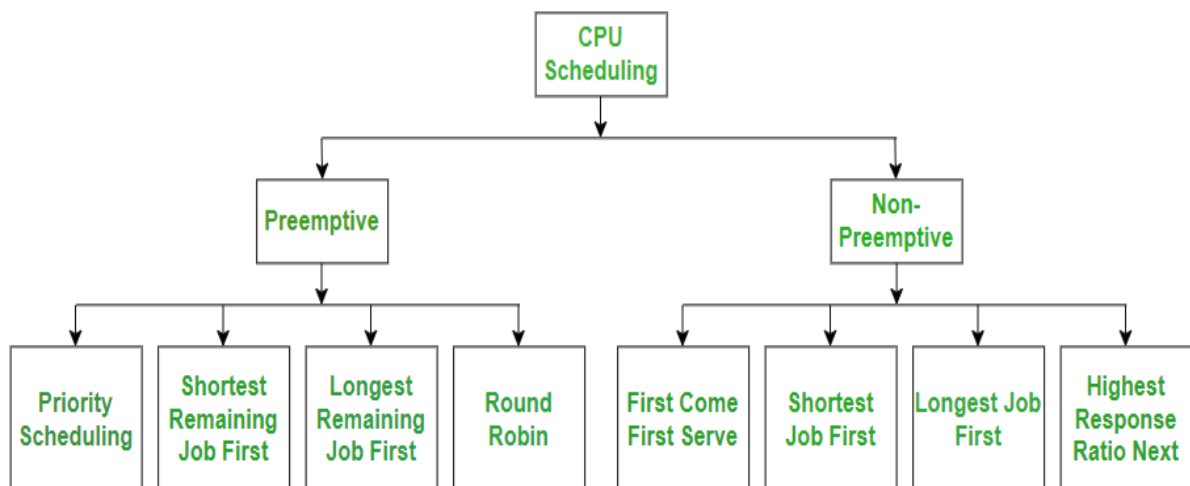 CPU
Scheduling
Preemptive
Non-
Preemptive
Priority
Scheduling
Shortest
Remaining
Job First
Longest
Remaining
Job First
Round
Robin
First Come
First Serve
Shortest
Job First
Longest Job
First
Highest
Response
Ratio Next